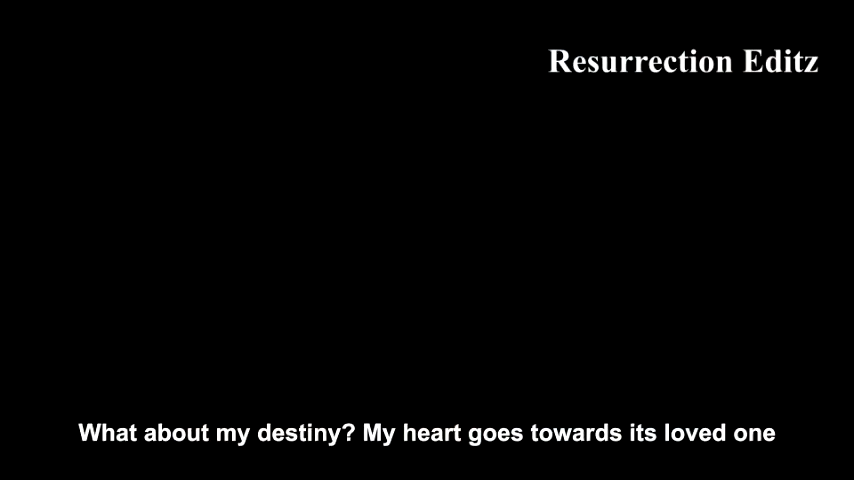 Resurrection Editz
What about my destiny? My heart goes towards its loved one